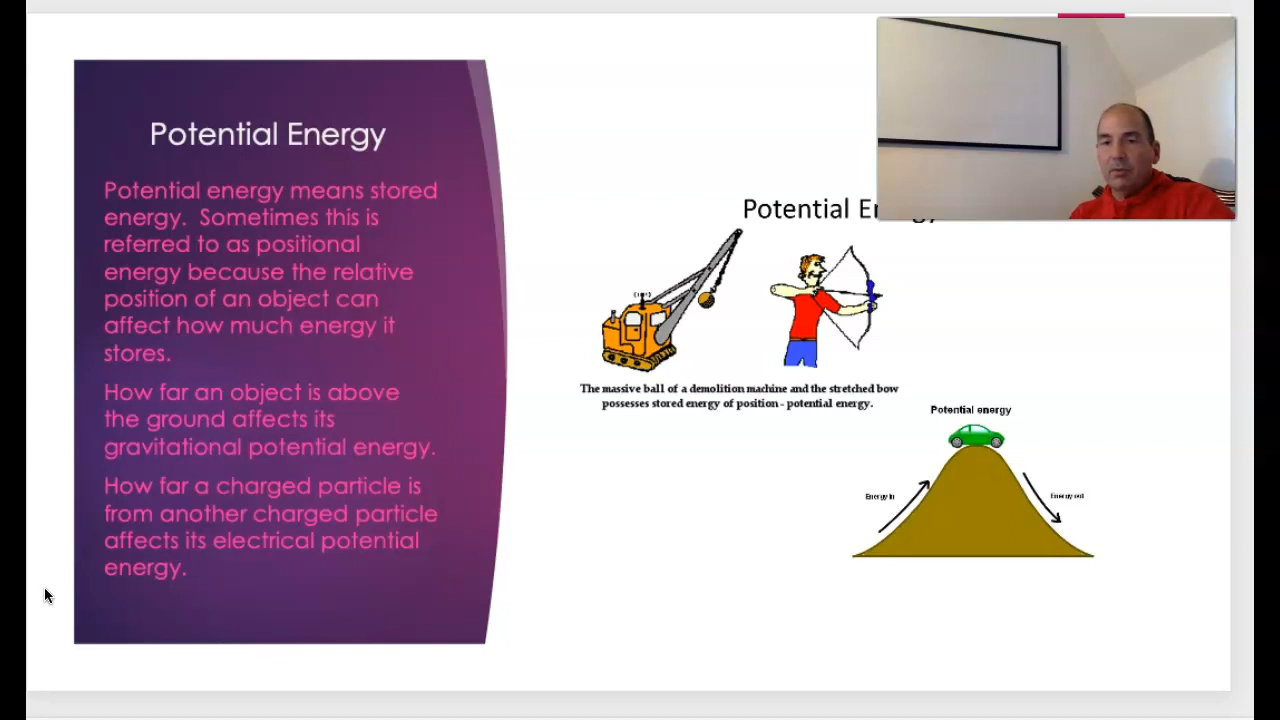 Potential Energy
Potential energy means stored
energy. Sometimes this is
referred to as positional
energy because the relative
position of an object can
affect how much energy it
stores.
How far an object is above
the ground affects its
gravitational potential energy.
How far a charged particle is
from another charged particle
affects its electrical potential
energy.
Potential Energy
The massive ball of a demolition machine and the stretched bow
possesses stored energy of position - potential energy.
Potential energy
Energy in
Energy out